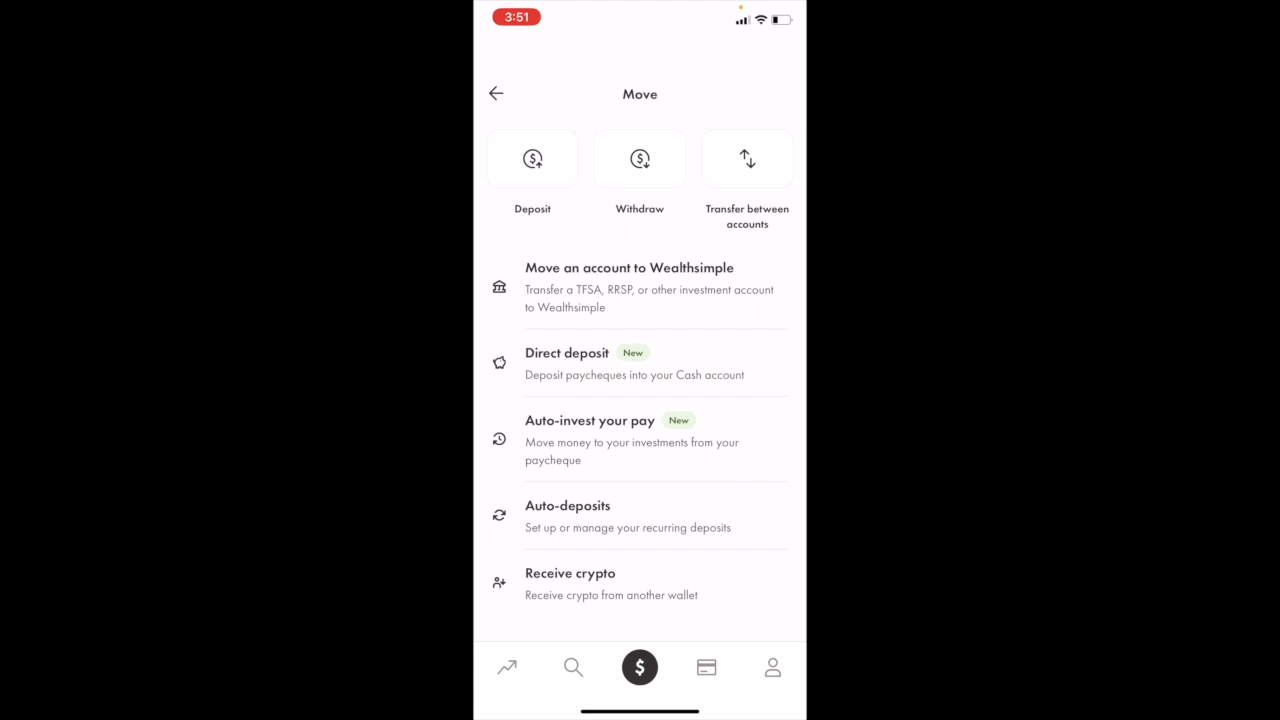 3:51
Move
Deposit
Withdraw
Transfer between
accounts
Move an account to Wealthsimple
Transfer a TFSA, RRSP, or other investment account
to Wealthsimple
Direct deposit New
Deposit paycheques into your Cash account
Auto-invest your pay New
Move money to your investments from your
paycheque
Auto-deposits
Set up or manage your recurring deposits
Receive crypto
Receive crypto from another wallet